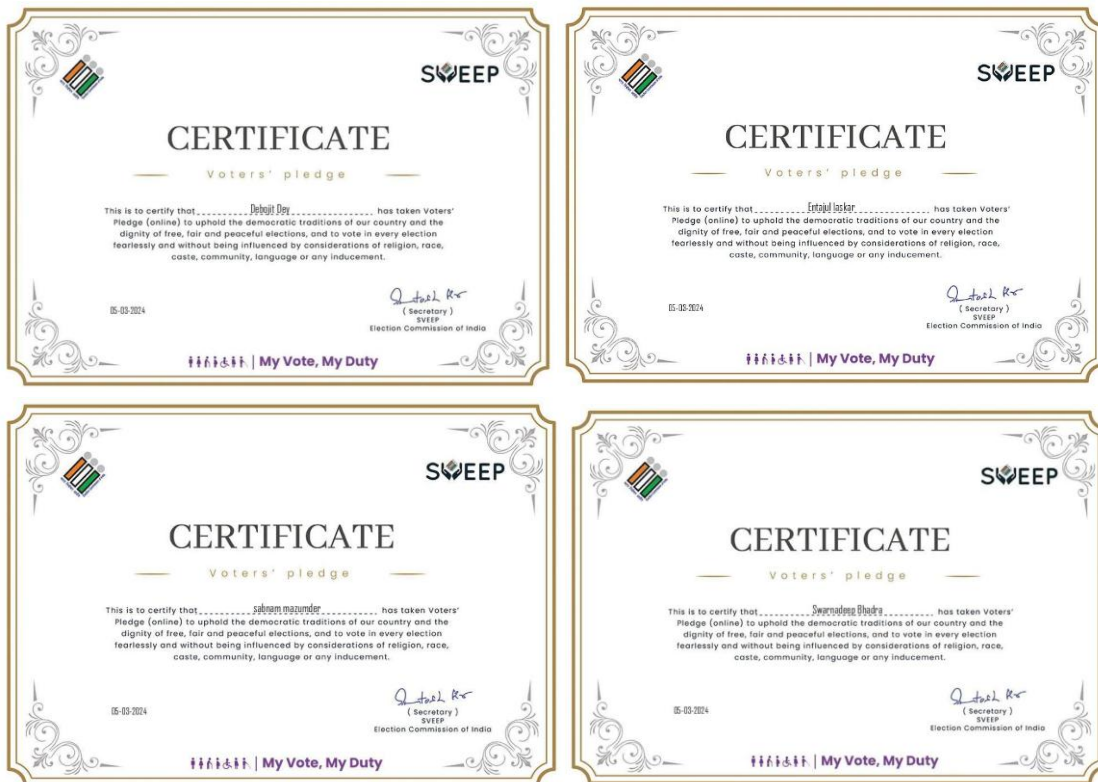 SWEEP
CERTIFICATE
Voters' pledge
This is to certify that Debojit Dey has taken Voters'
Pledge (online) to uphold the democratic traditions of our country and the
dignity of free, fair and peaceful elections, and to vote in every election
fearlessly and without being influenced by considerations of religion, race,
caste, community, language or any inducement.
05-03-2024
( Secretary )
SVEEP
Election Commission of India
My Vote, My Duty
SWEEP
CERTIFICATE
Voters' pledge
This is to certify that Entajul laskar has taken Voters'
Pledge (online) to uphold the democratic traditions of our country and the
dignity of free, fair and peaceful elections, and to vote in every election
fearlessly and without being influenced by considerations of religion, race,
caste, community, language or any inducement.
05-03-2024
( Secretary )
SVEEP
Election Commission of India
My Vote, My Duty
SWEEP
CERTIFICATE
Voters' pledge
This is to certify that sabnam mazumder has taken Voters'
Pledge (online) to uphold the democratic traditions of our country and the
dignity of free, fair and peaceful elections, and to vote in every election
fearlessly and without being influenced by considerations of religion, race,
caste, community, language or any inducement.
05-03-2024
( Secretary )
SVEEP
Election Commission of India
My Vote, My Duty
SWEEP
CERTIFICATE
Voters' pledge
This is to certify that Swarnadeep Bhadra has taken Voters'
Pledge (online) to uphold the democratic traditions of our country and the
dignity of free, fair and peaceful elections, and to vote in every election
fearlessly and without being influenced by considerations of religion, race,
caste, community, language or any inducement.
05-03-2024
( Secretary )
SVEEP
Election Commission of India
My Vote, My Duty